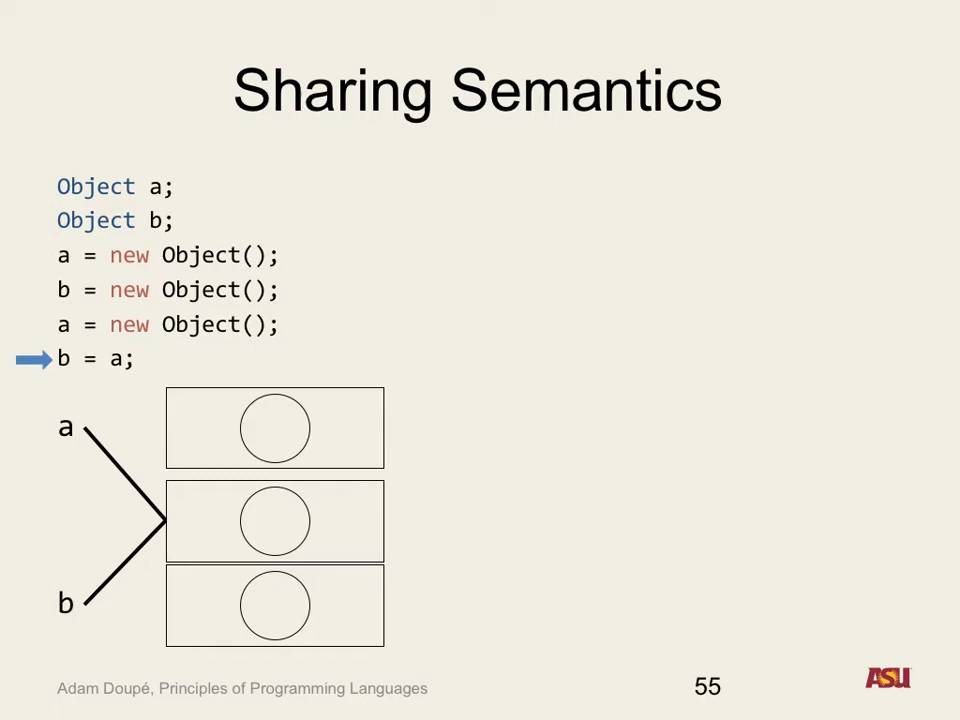 Sharing Semantics
Object a;
Object b;
a = new Object();
b = new Object();
a = new Object();
b = a;
a
b
Adam Doupé, Principles of Programming Languages
55
ASU